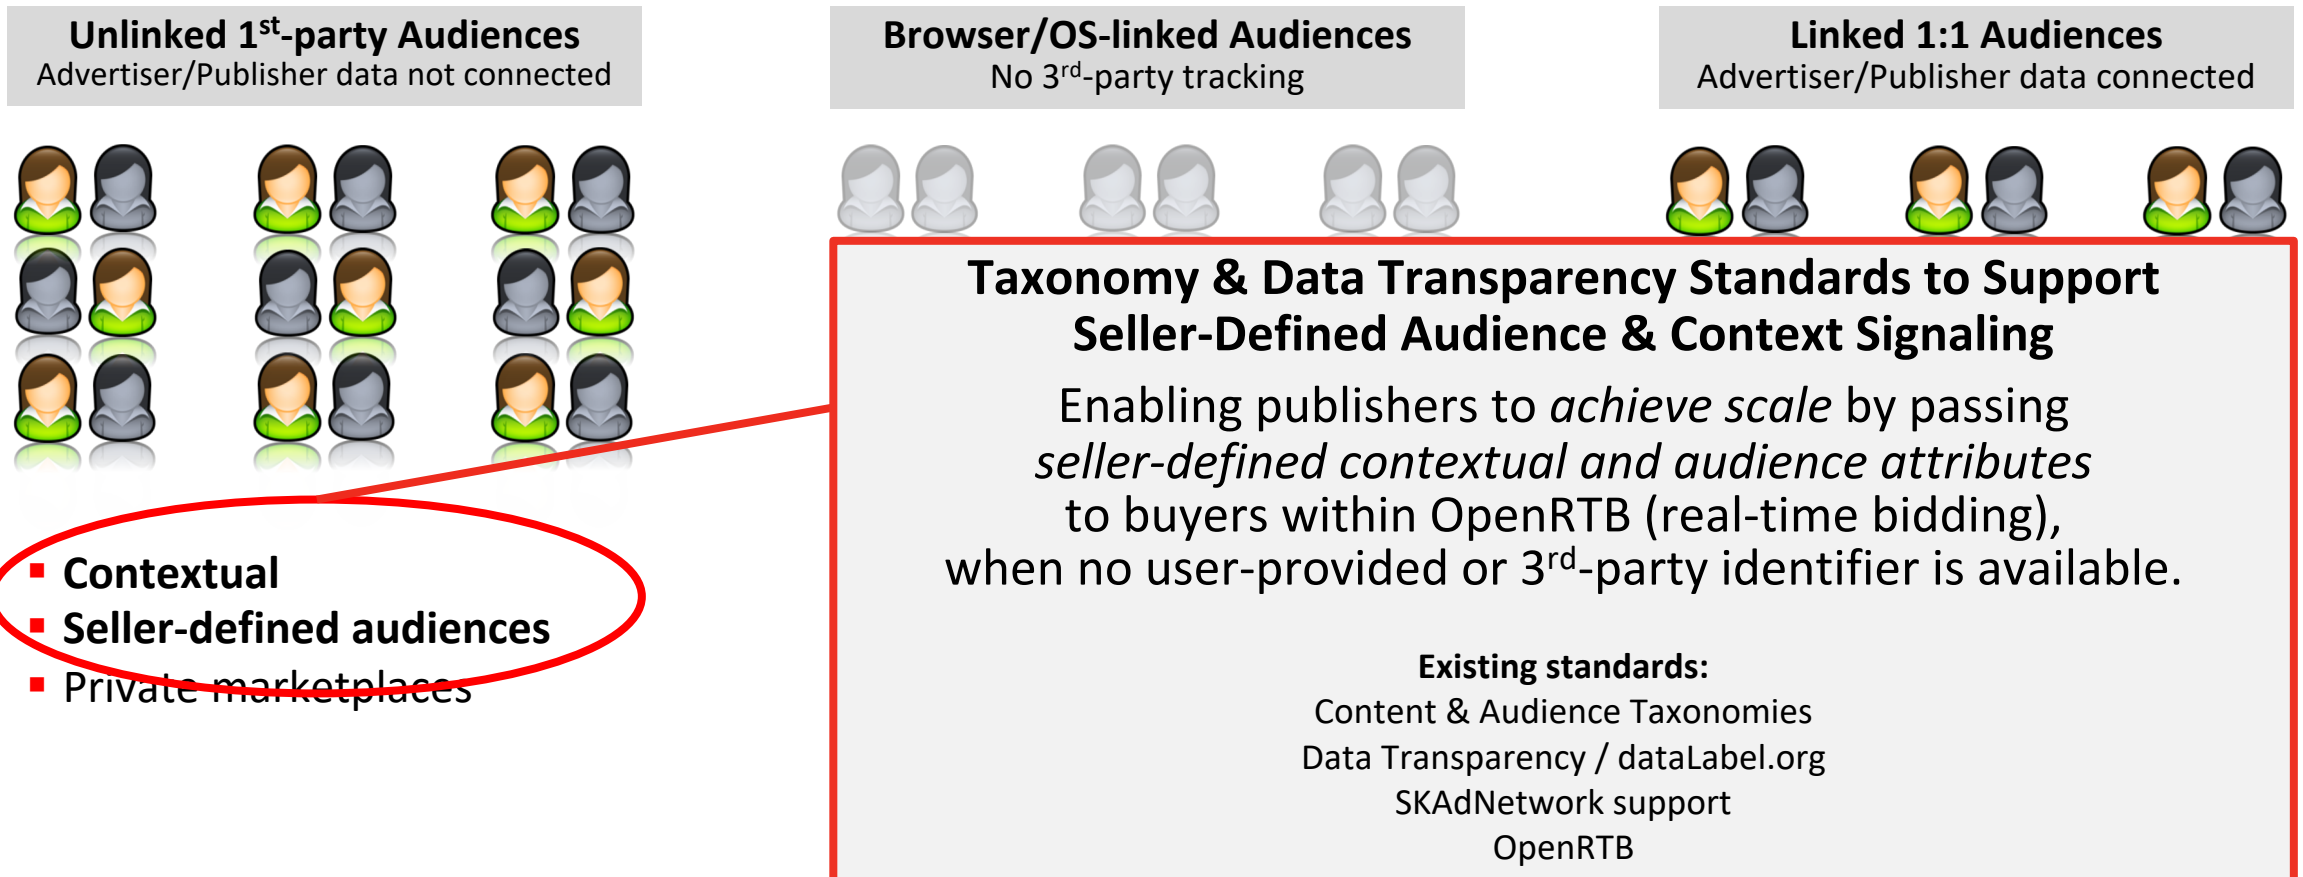 Unlinked 1st-party Audiences
Advertiser/Publisher data not connected
Browser/OS-linked Audiences
No 3rd-party tracking
Linked 1:1 Audiences
Advertiser/Publisher data connected
▪ Contextual
▪ Seller-defined audiences
▪ Private marketplaces
Taxonomy & Data Transparency Standards to Support
Seller-Defined Audience & Context Signaling
Enabling publishers to achieve scale by passing
seller-defined contextual and audience attributes
to buyers within OpenRTB (real-time bidding),
when no user-provided or 3rd-party identifier is available.
Existing standards:
Content & Audience Taxonomies
Data Transparency / dataLabel.org
SKAdNetwork support
OpenRTB